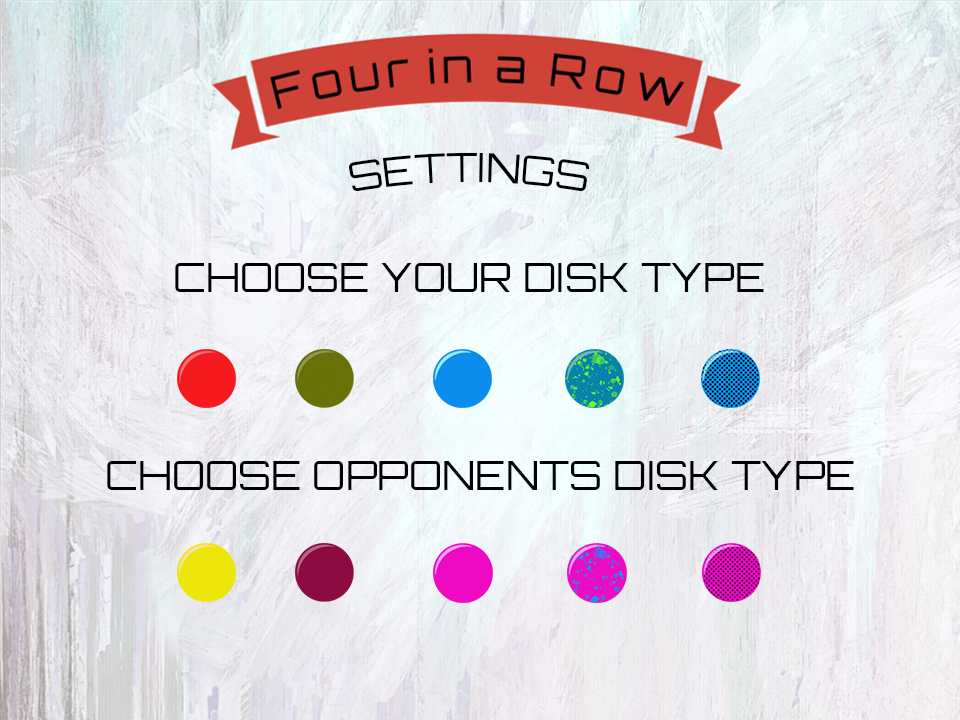 Four in a Row
SETTINGS
CHOOSE YOUR DISK TYPE
CHOOSE OPPONENTS DISK TYPE